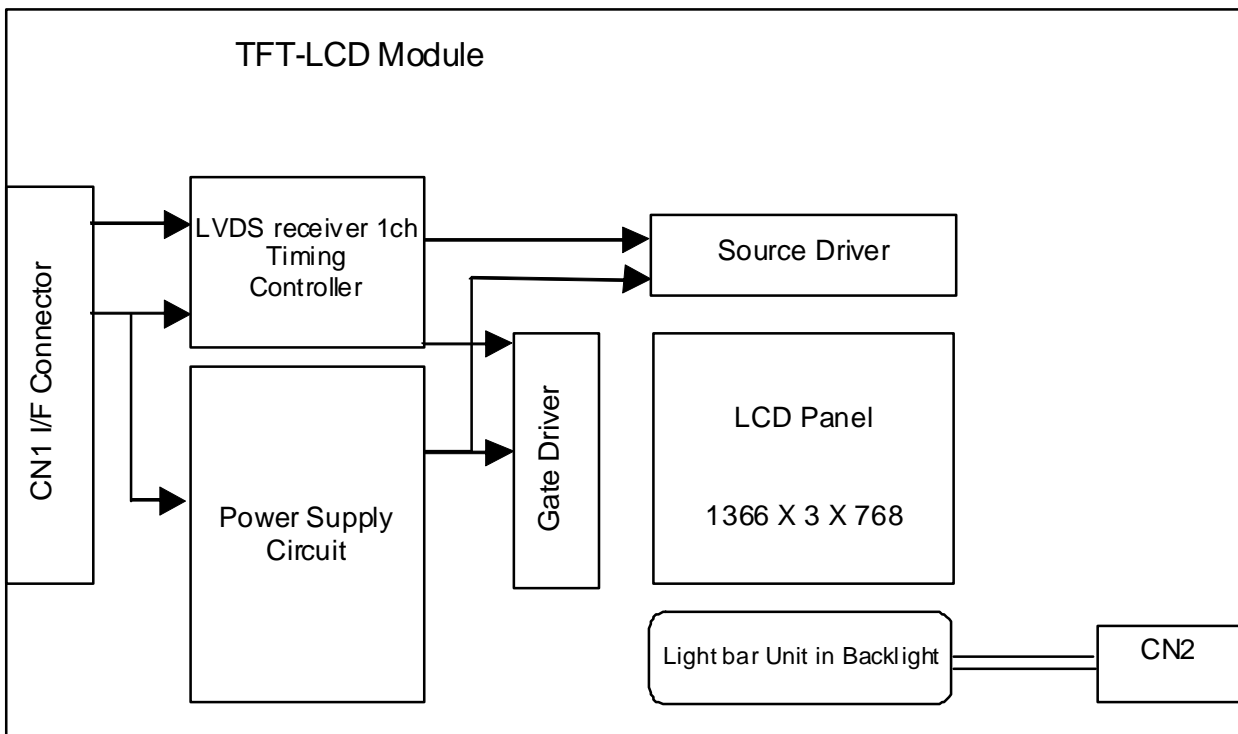 TFT-LCD Module
CN1 I/F Connector
LVDS receiver 1ch
Timing
Controller
Source Driver
Power Supply
Circuit
Gate Driver
LCD Panel
1366 X 3 X 768
Light bar Unit in Backlight
CN2